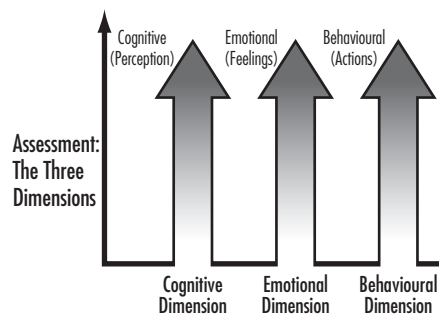 Cognitive
(Perception)
Emotional
(Feelings)
Behavioural
(Actions)
Assessment:
The Three
Dimensions
Cognitive
Dimension
Emotional
Dimension
Behavioural
Dimension